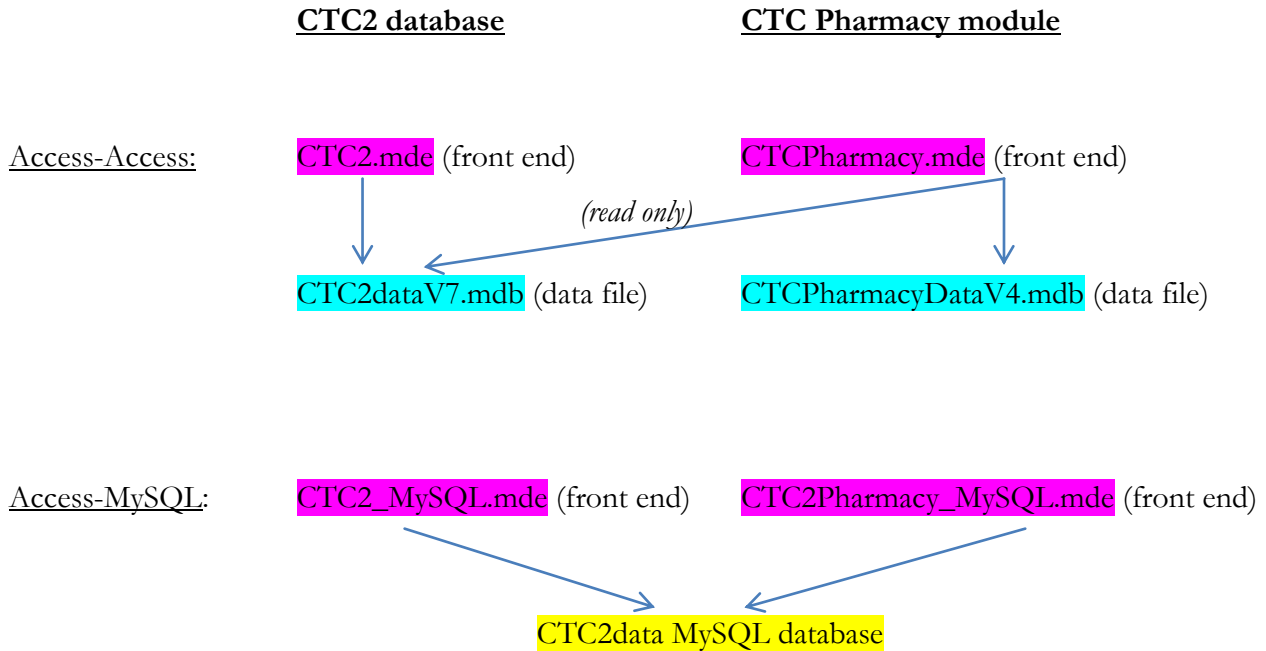 CTC2 database CTC Pharmacy module
Access-Access: CTC2.mde (front end) CTCPharmacy.mde (front end)
(read only)
CTC2dataV7.mdb (data file) CTCPharmacyDataV4.mdb (data file)
Access-MySQL: CTC2_MySQL.mde (front end) CTC2Pharmacy_MySQL.mde (front end)
CTC2data MySQL database